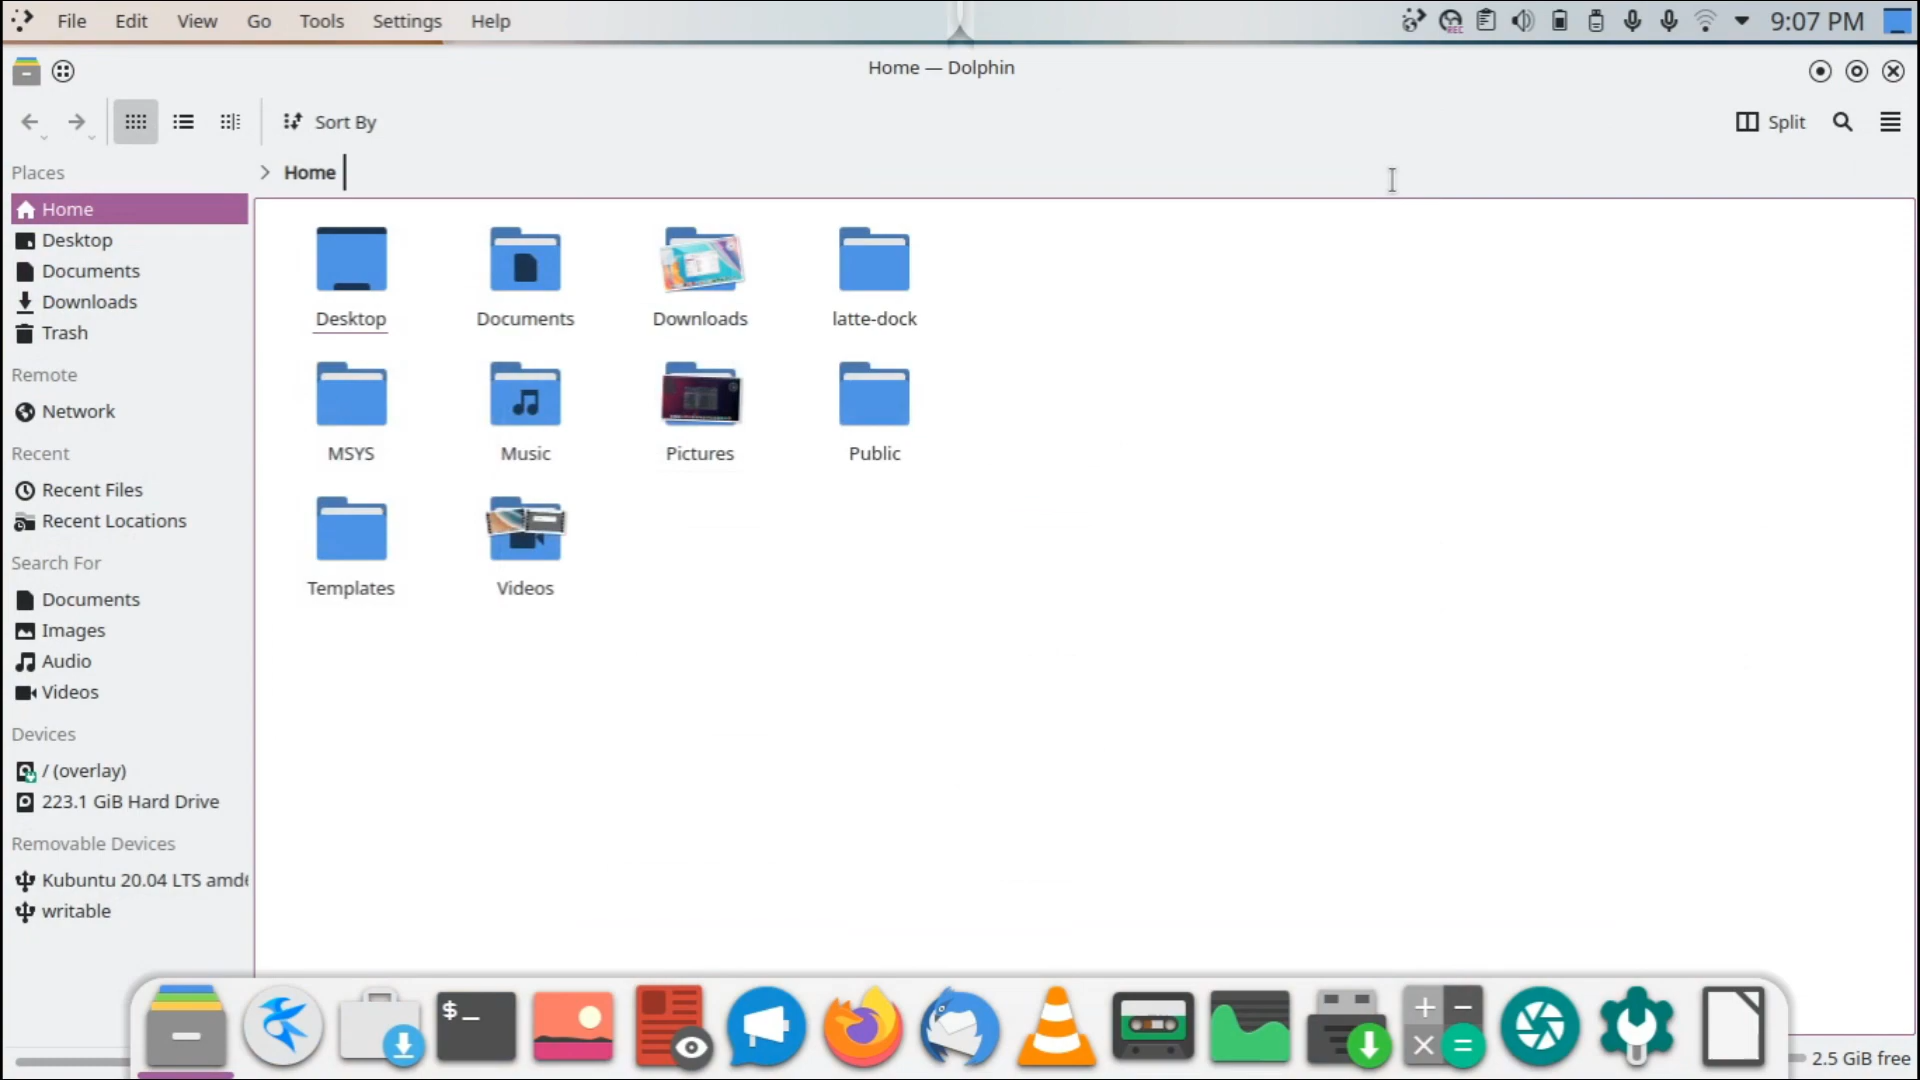 File Edit View Go Tools Settings Help
REC
9:07 PM
Home — Dolphin
Sort By
Split
Places
Home
Home
Desktop
Documents
Downloads
Trash
Remote
Network
Recent
Recent Files
Recent Locations
Search For
Documents
Images
Audio
Videos
Devices
/ (overlay)
223.1 GiB Hard Drive
Removable Devices
Kubuntu 20.04 LTS amd6
writable
Desktop Documents Downloads latte-dock
MSYS Music Pictures Public
Templates Videos
$_
2.5 GiB free